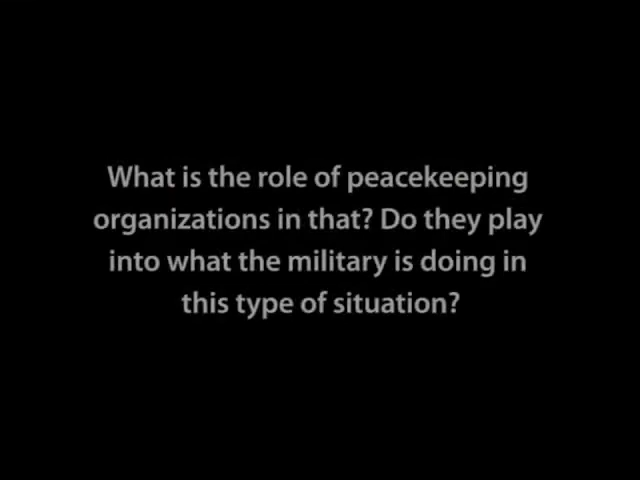 What is the role of peacekeeping
organizations in that? Do they play
into what the military is doing in
this type of situation?